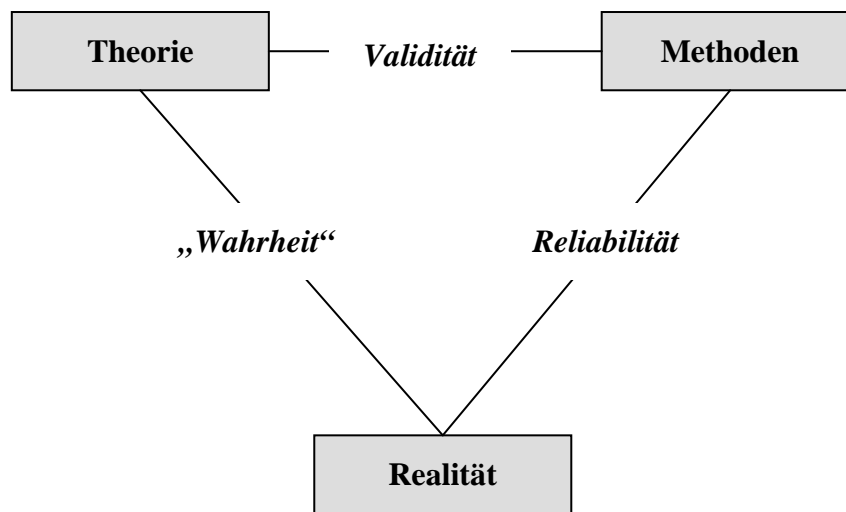 Theorie
Validität
Methoden
„Wahrheit“
Reliabilität
Realität